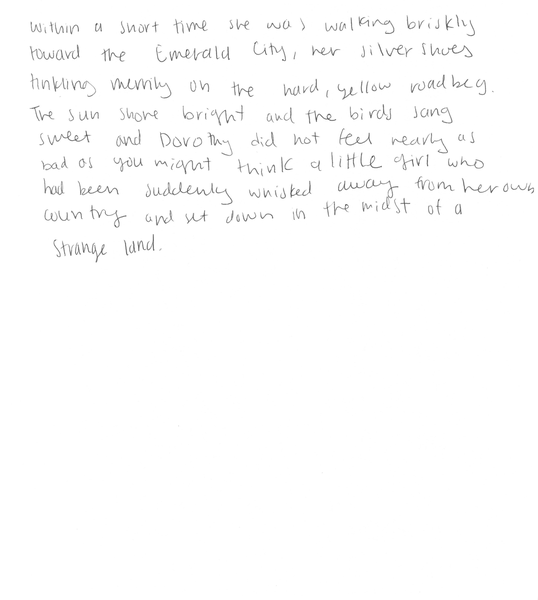 within a short time she was walking briskly
toward the Emerald City, her silver shoes
tinkling merrily on the hard, yellow roadbeg.
The sun shone bright and the birds sang
sweet and Dorothy did not feel nearly as
bad as you might think a little girl who
had been suddenly whisked away from her own
country and set down in the midst of a
strange land.